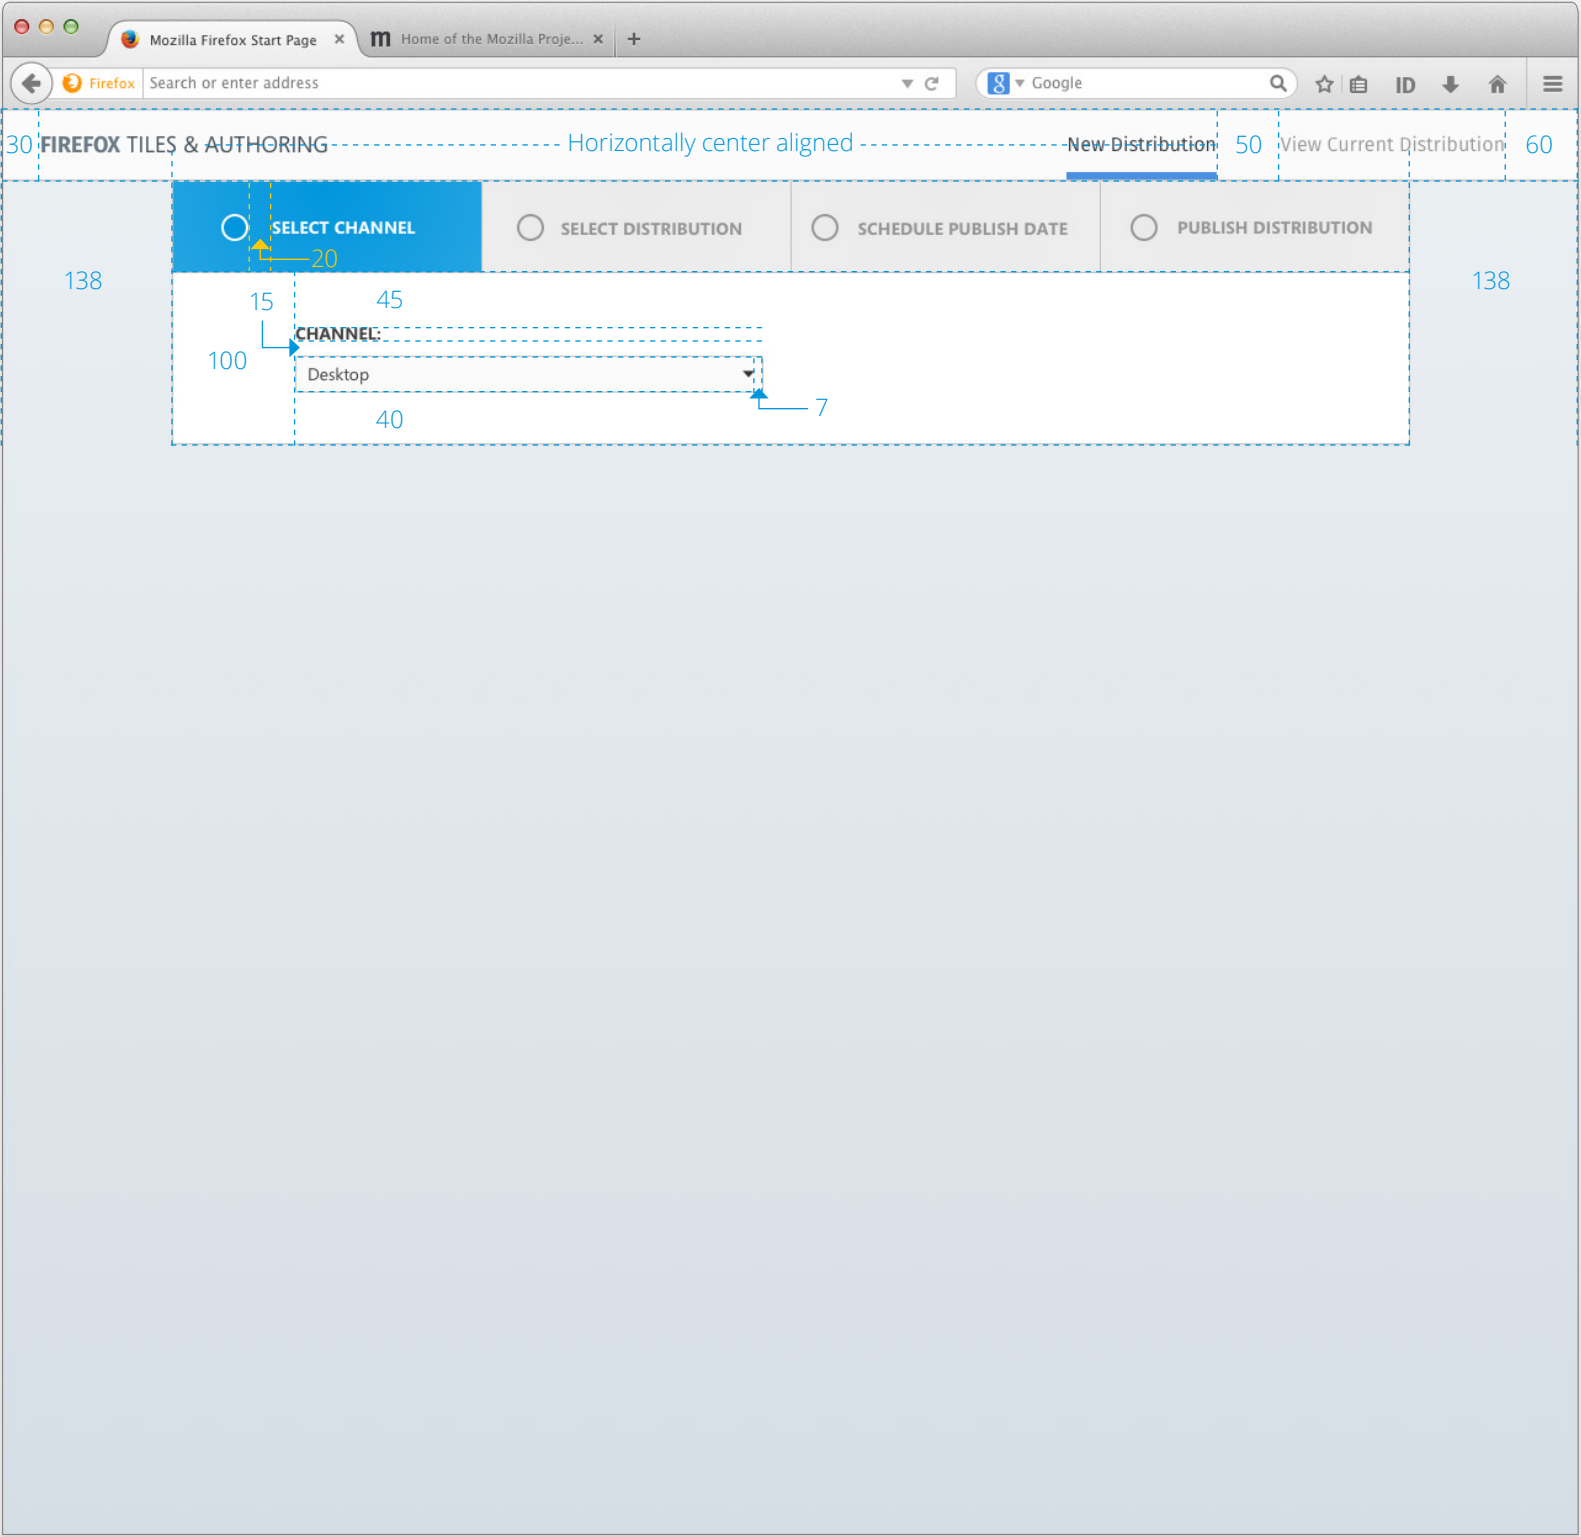 Mozilla Firefox Start Page
m Home of the Mozilla Proje...
Firefox Search or enter address
g Google
ID
30 FIREFOX TILES & AUTHORING Horizontally center aligned New Distribution 50 View Current Distribution 60
SELECT CHANNEL SELECT DISTRIBUTION SCHEDULE PUBLISH DATE PUBLISH DISTRIBUTION
20
138 138
15 45
CHANNEL:
100
Desktop
7
40